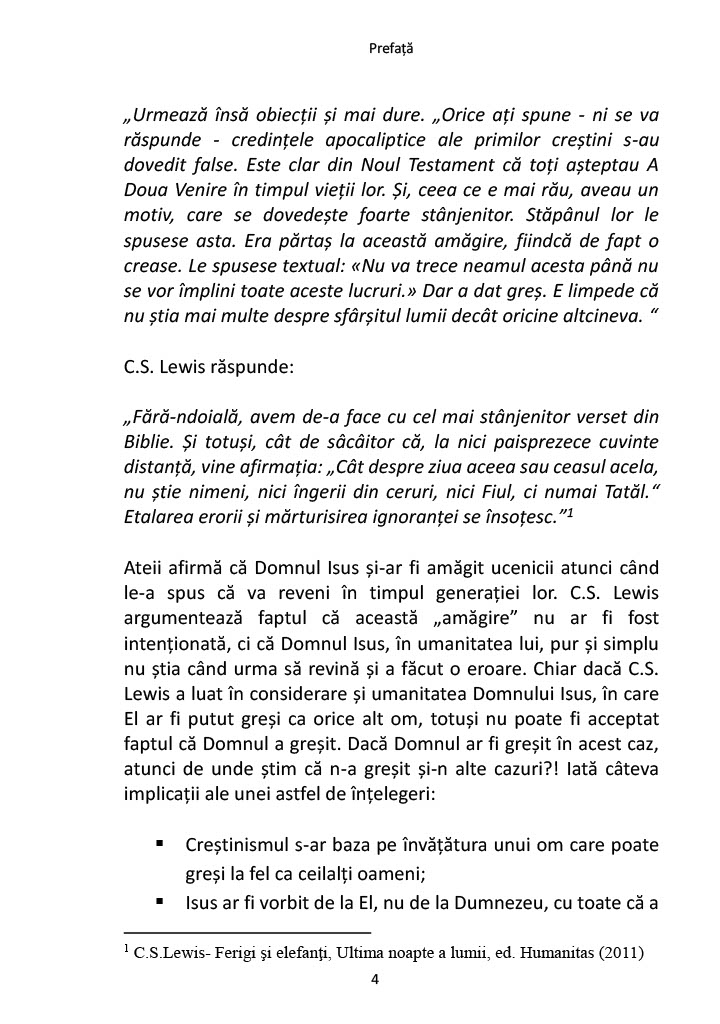 Prefață
„Urmează însă obiecții și mai dure. „Orice ați spune - ni se va
răspunde - credințele apocaliptice ale primilor creștini s-au
dovedit false. Este clar din Noul Testament că toți așteptau A
Doua Venire în timpul vieții lor. Și, ceea ce e mai rău, aveau un
motiv, care se dovedește foarte stânjenitor. Stăpânul lor le
spusese asta. Era părtaș la această amăgire, fiindcă de fapt o
crease. Le spusese textual: «Nu va trece neamul acesta până nu
se vor împlini toate aceste lucruri.» Dar a dat greș. E limpede că
nu știa mai multe despre sfârșitul lumii decât oricine altcineva. “
C.S. Lewis răspunde:
„Fără-ndoială, avem de-a face cu cel mai stânjenitor verset din
Biblie. Și totuși, cât de sâcâitor că, la nici paisprezece cuvinte
distanță, vine afirmația: „Cât despre ziua aceea sau ceasul acela,
nu știe nimeni, nici îngerii din ceruri, nici Fiul, ci numai Tatăl.“
Etalarea erorii și mărturisirea ignoranței se însoțesc.”1
Ateii afirmă că Domnul Isus și-ar fi amăgit ucenicii atunci când
le-a spus că va reveni în timpul generației lor. C.S. Lewis
argumentează faptul că această „amăgire” nu ar fi fost
intenționată, ci că Domnul Isus, în umanitatea lui, pur și simplu
nu știa când urma să revină și a făcut o eroare. Chiar dacă C.S.
Lewis a luat în considerare și umanitatea Domnului Isus, în care
El ar fi putut greși ca orice alt om, totuși nu poate fi acceptat
faptul că Domnul a greșit. Dacă Domnul ar fi greșit în acest caz,
atunci de unde știm că n-a greșit și-n alte cazuri?! Iată câteva
implicații ale unei astfel de înțelegeri:
▪ Creștinismul s-ar baza pe învățătura unui om care poate
greși la fel ca ceilalți oameni;
▪ Isus ar fi vorbit de la El, nu de la Dumnezeu, cu toate că a
1 C.S.Lewis- Ferigi şi elefanţi, Ultima noapte a lumii, ed. Humanitas (2011)
4